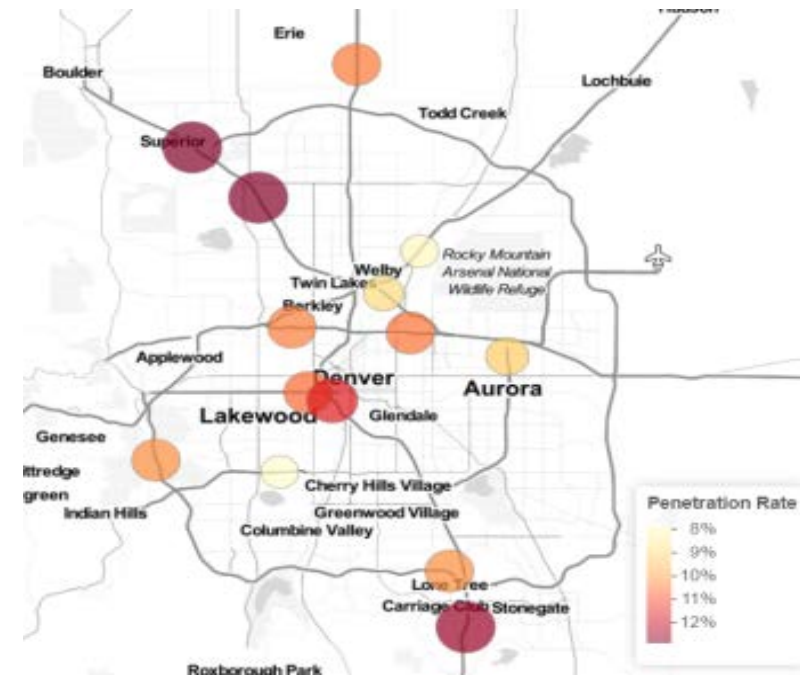 Erie
Boulder
Lochbuie
Todd Creek
Superior
Rocky Mountain
Arsenal National
Wildlife Refuge
Welby
Twin Lakes
Berkley
Applewood
Denver
Aurora
Lakewood
Glendale
Genesee
ittredge
green
Cherry Hills Village
Indian Hills
Greenwood Village
Columbine Valley
Lone Tree
Carriage Club Stonegate
Roxborough Park
Penetration Rate
8%
9%
10%
11%
12%